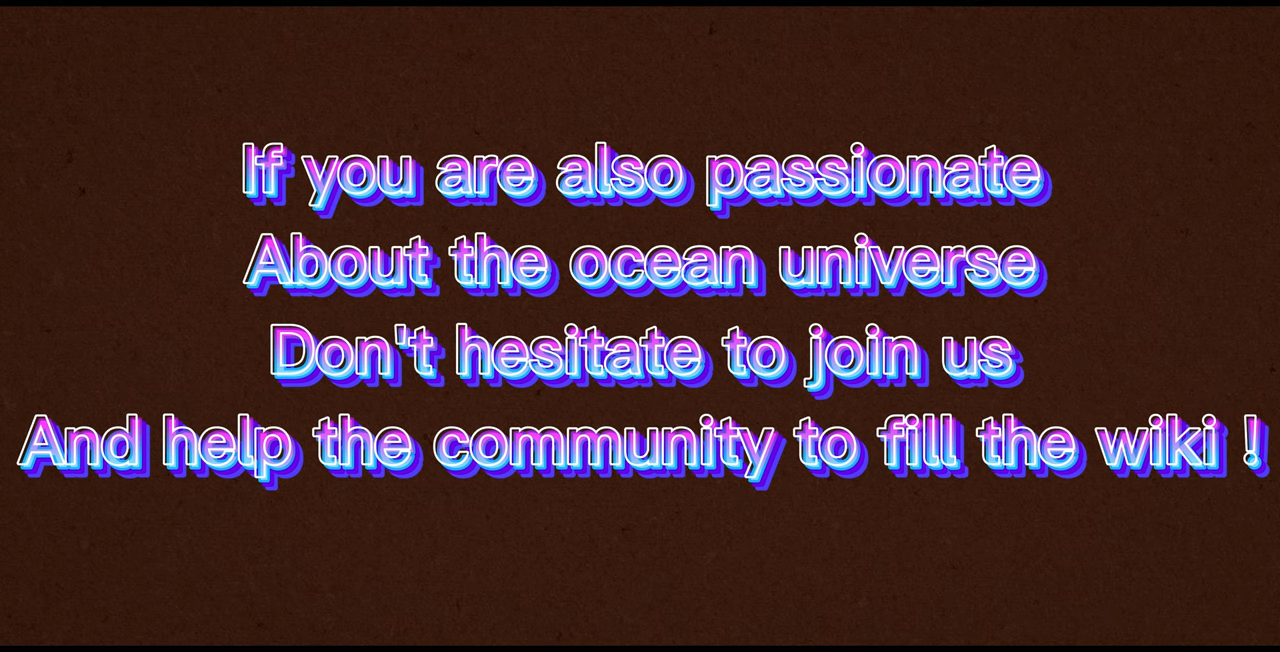 If you are also passionate
About the ocean universe
Don't hesitate to join us
And help the community to fill the wiki !